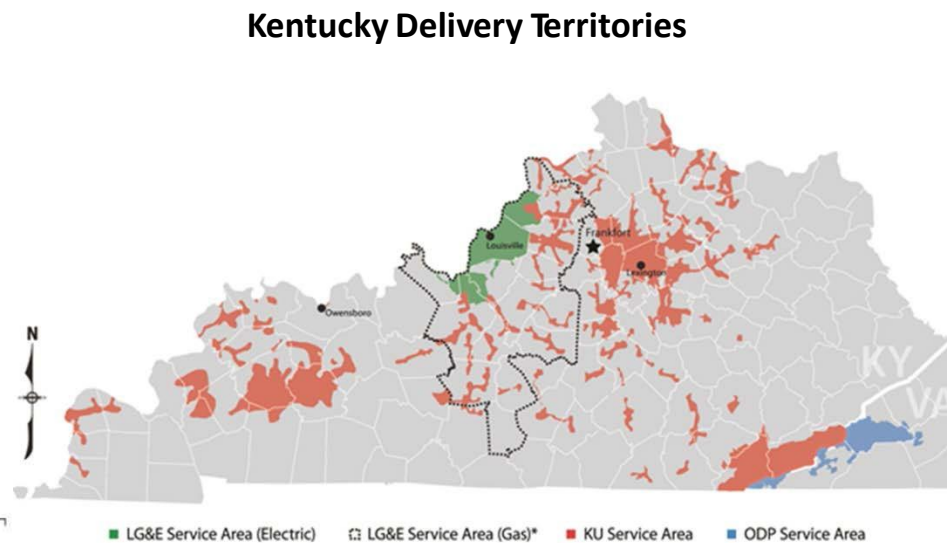 Kentucky Delivery Territories
Frankfort
Louisville
Lexington
Owensboro
N
KY
VA
LG&E Service Area (Electric)
LG&E Service Area (Gas)*
KU Service Area
ODP Service Area